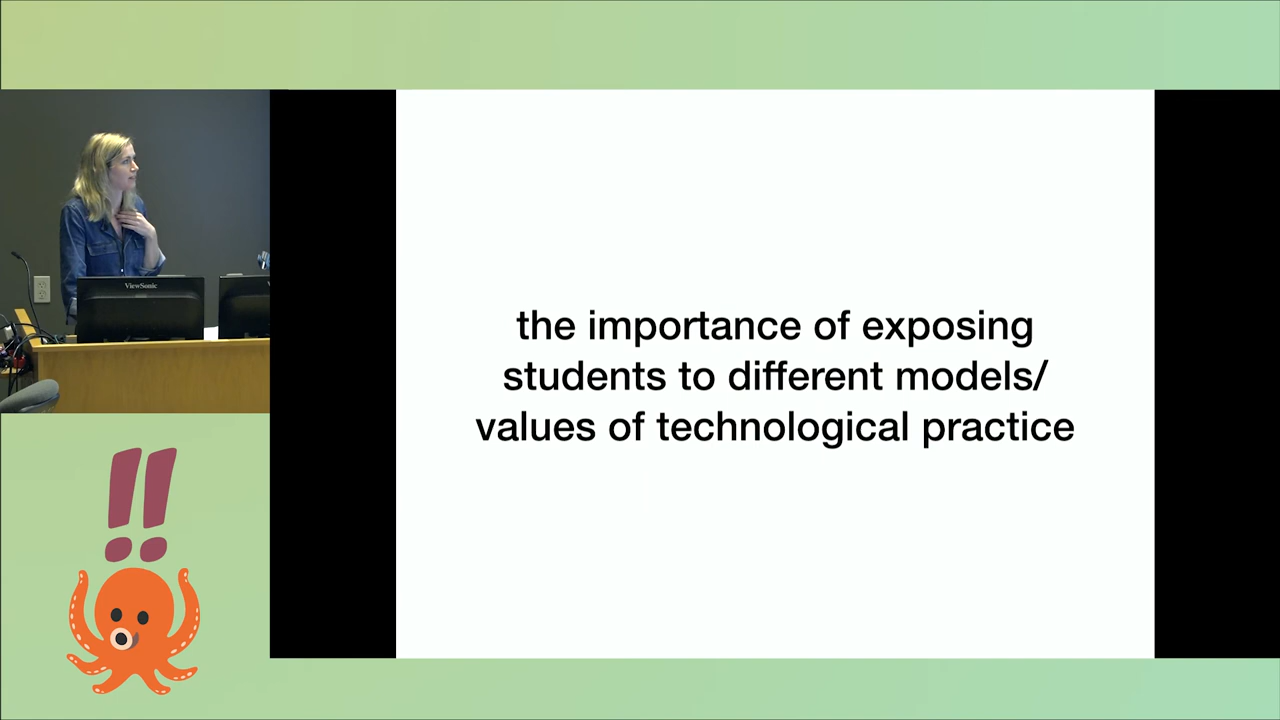 ViewSonic
the importance of exposing
students to different models/
values of technological practice
!!